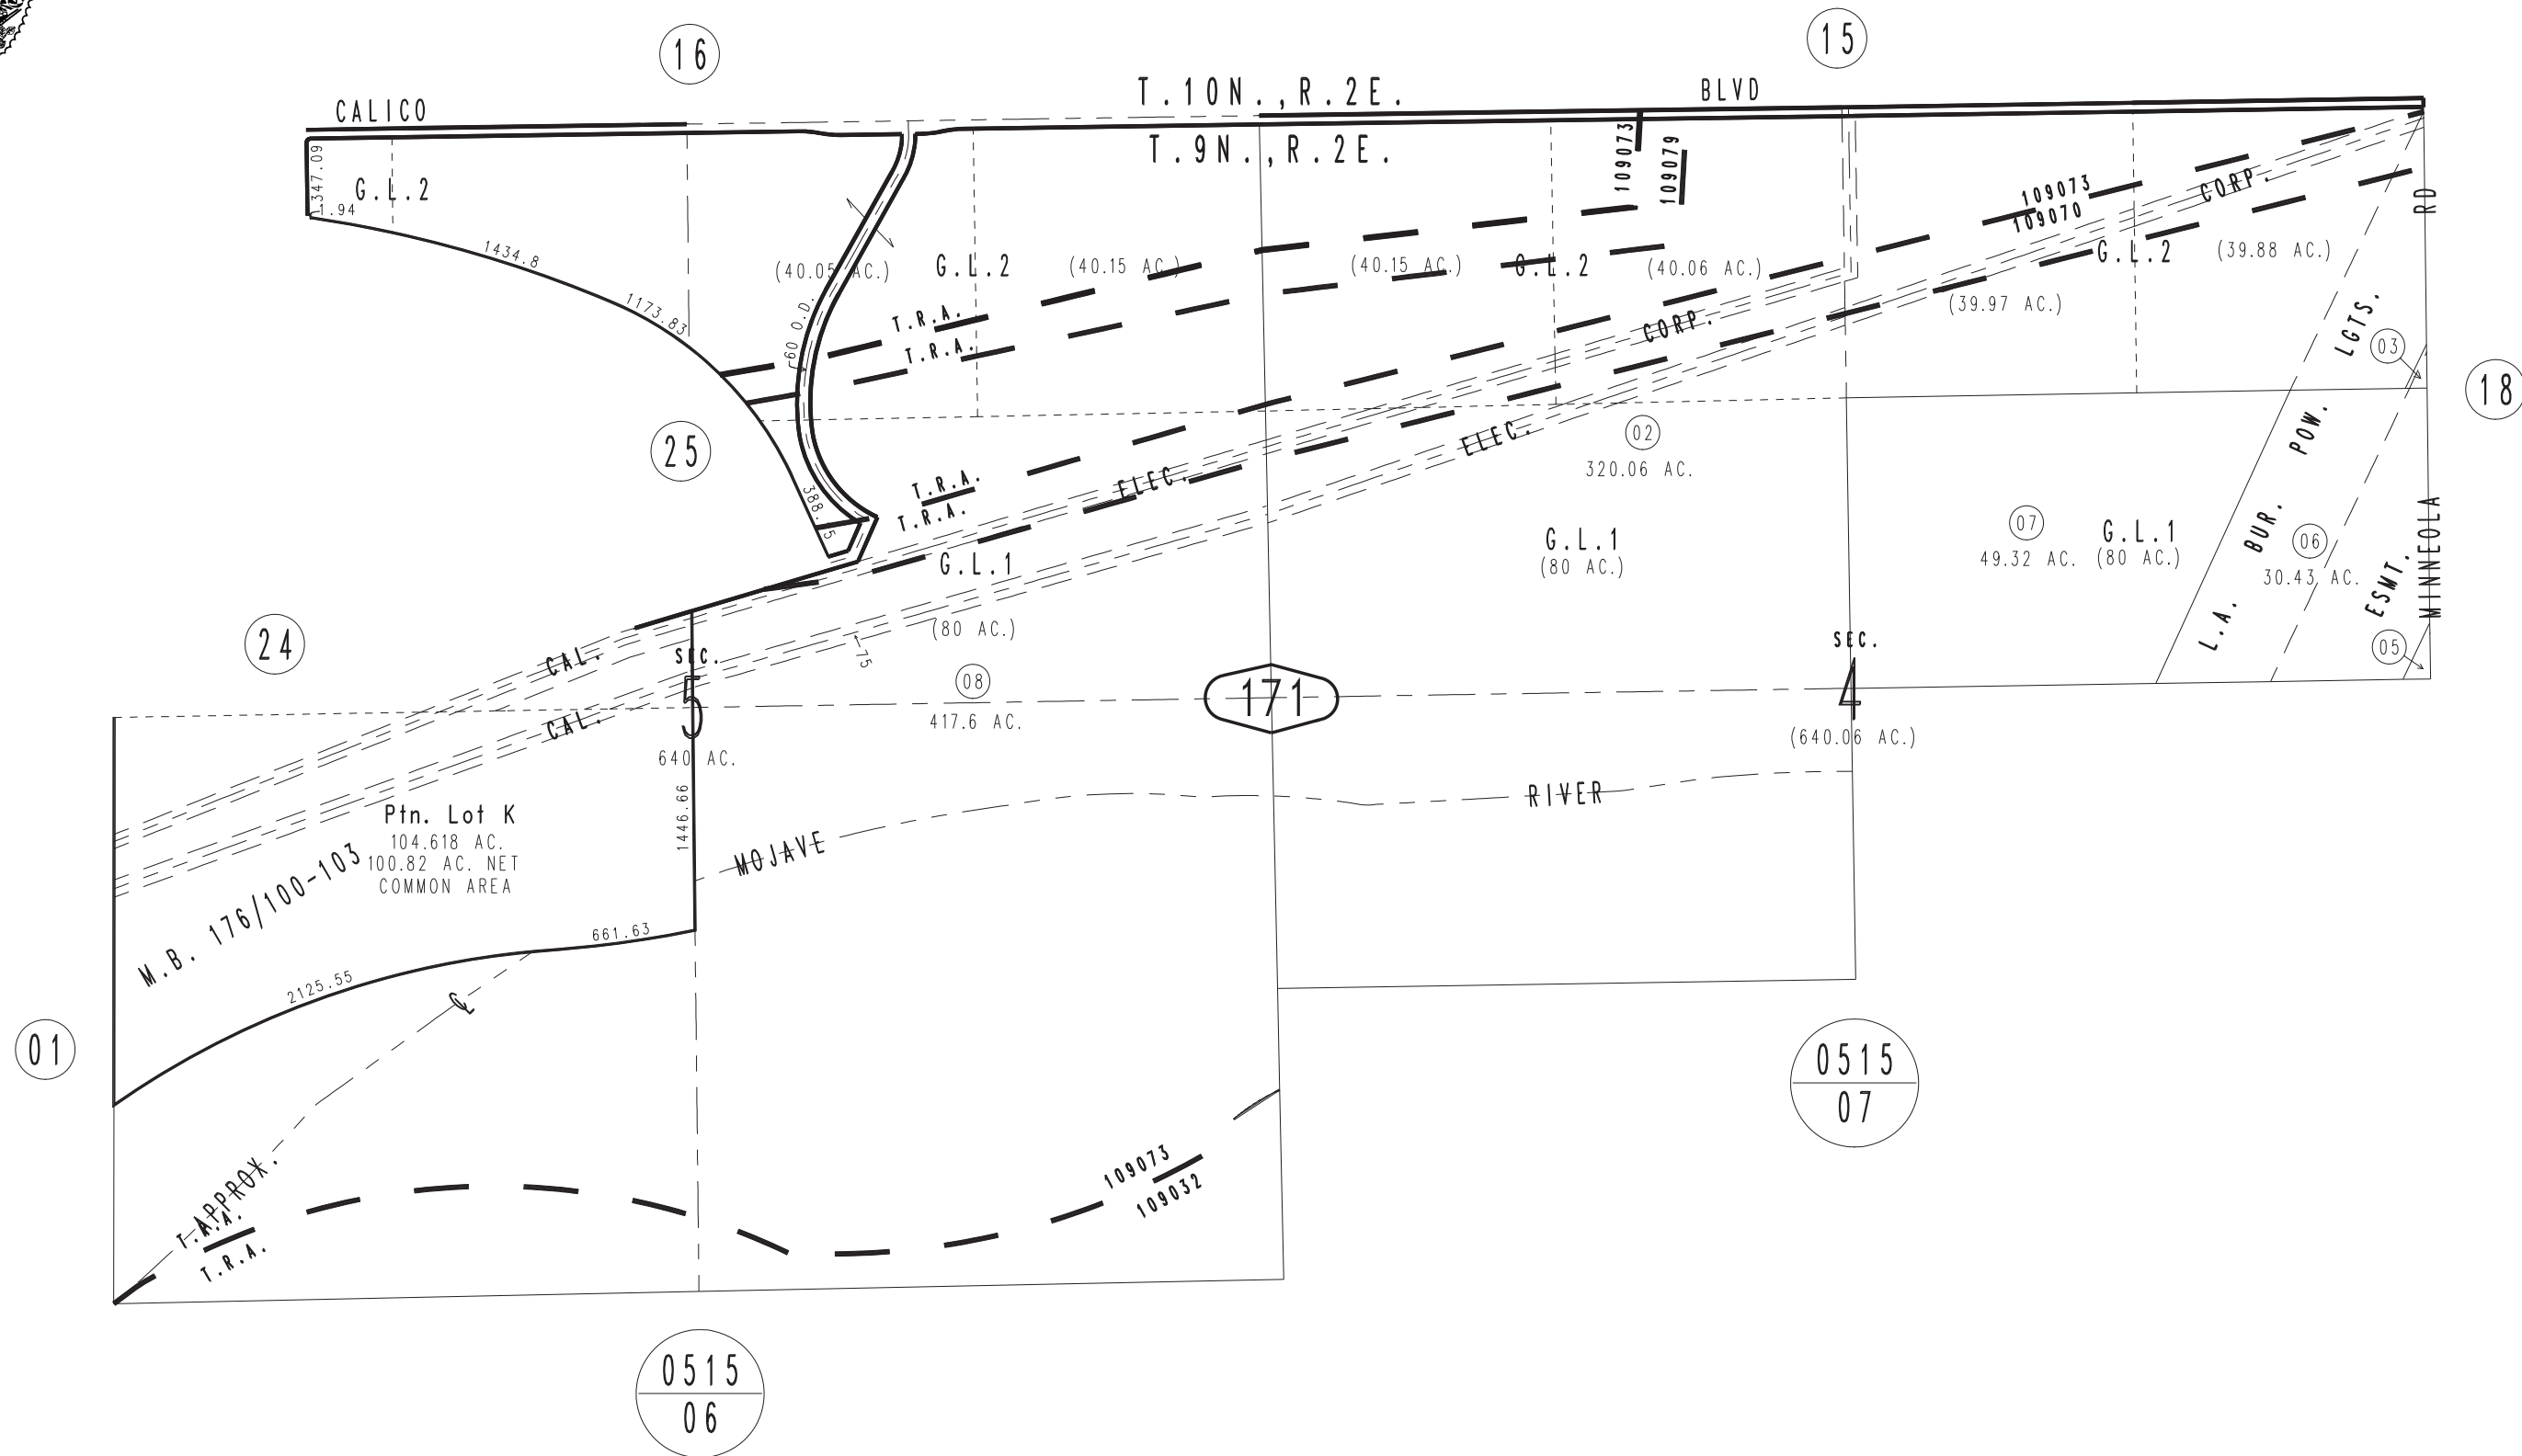 16
15
CALICO
T.10N.,R.2E.
BLVD
T.9N.,R.2E.
109073
109079
1347.09
G.L.2
1.94
1434.8
1173.83
(40.05 AC.)
G.L.2
(40.15 AC.)
(40.15 AC.)
G.L.2
(40.06 AC.)
109073
109070
CORP.
RD
G.L.2
(39.88 AC.)
(39.97 AC.)
60 O.D.
T.R.A.
T.R.A.
CORP.
LGTS.
03
18
25
02
320.06 AC.
ELEC.
POW.
388.
5
T.R.A.
T.R.A.
ELEC.
G.L.1
(80 AC.)
07
49.32 AC.
G.L.1
(80 AC.)
BUR.
06
30.43 AC.
ESMT.
MINNEOLA
L.A.
05
G.L.1
(80 AC.)
75
24
CAL.
SEC.
5
640 AC.
CAL.
08
417.6 AC.
171
SEC.
4
(640.06 AC.)
Ptn. Lot K
104.618 AC.
100.82 AC. NET
COMMON AREA
1446.66
MOJAVE
RIVER
M.B. 176/100-103
661.63
2125.55
℄
01
0515
07
APPROX.
T.R.A.
T.R.A.
109073
109032
0515
06